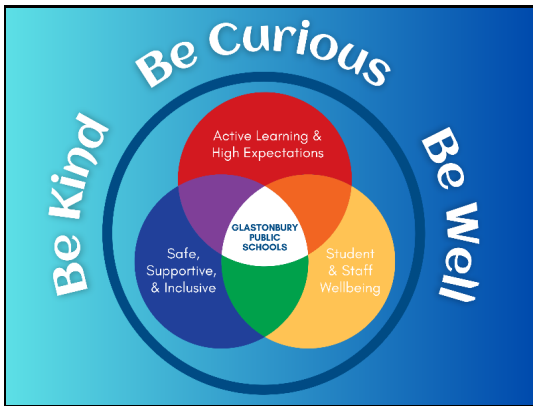 Be Kind
Be Curious
Be Well
Active Learning &
High Expectations
GLASTONBURY
PUBLIC
SCHOOLS
Safe,
Supportive,
& Inclusive
Student
& Staff
Wellbeing